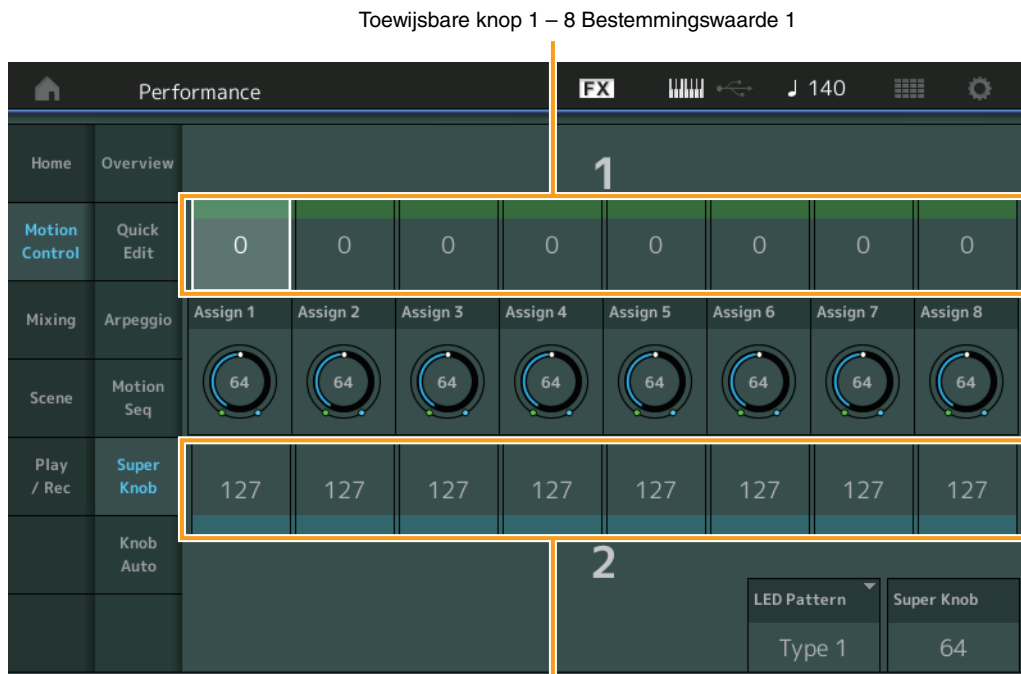 Toewijsbare knop 1 – 8 Bestemmingswaarde 1
Performance FX 140
Home Overview
1
Motion Control Quick Edit 0 0 0 0 0 0 0 0
Mixing Arpeggio Assign 1 Assign 2 Assign 3 Assign 4 Assign 5 Assign 6 Assign 7 Assign 8
Scene Motion Seq 64 64 64 64 64 64 64 64
Play / Rec Super Knob 127 127 127 127 127 127 127 127
Knob Auto
2
LED Pattern Super Knob
Type 1 64